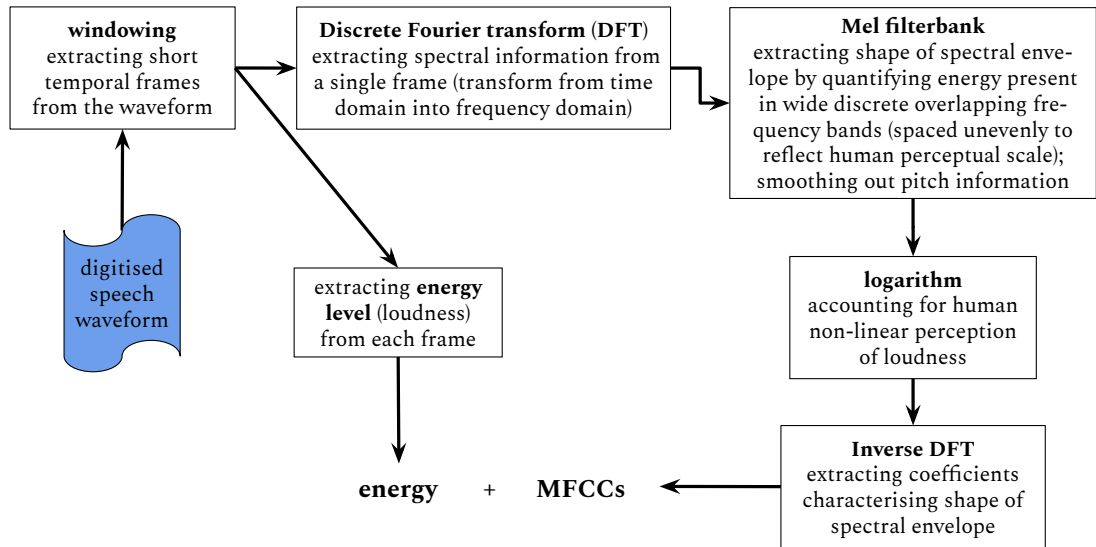 windowing
extracting short
temporal frames
from the waveform
Discrete Fourier transform (DFT)
extracting spectral information from
a single frame (transform from time
domain into frequency domain)
Mel filterbank
extracting shape of spectral enve-
lope by quantifying energy present
in wide discrete overlapping fre-
quency bands (spaced unevenly to
reflect human perceptual scale);
smoothing out pitch information
digitised
speech
waveform
extracting energy
level (loudness)
from each frame
logarithm
accounting for human
non-linear perception
of loudness
Inverse DFT
extracting coefficients
characterising shape of
spectral envelope
energy + MFCCs